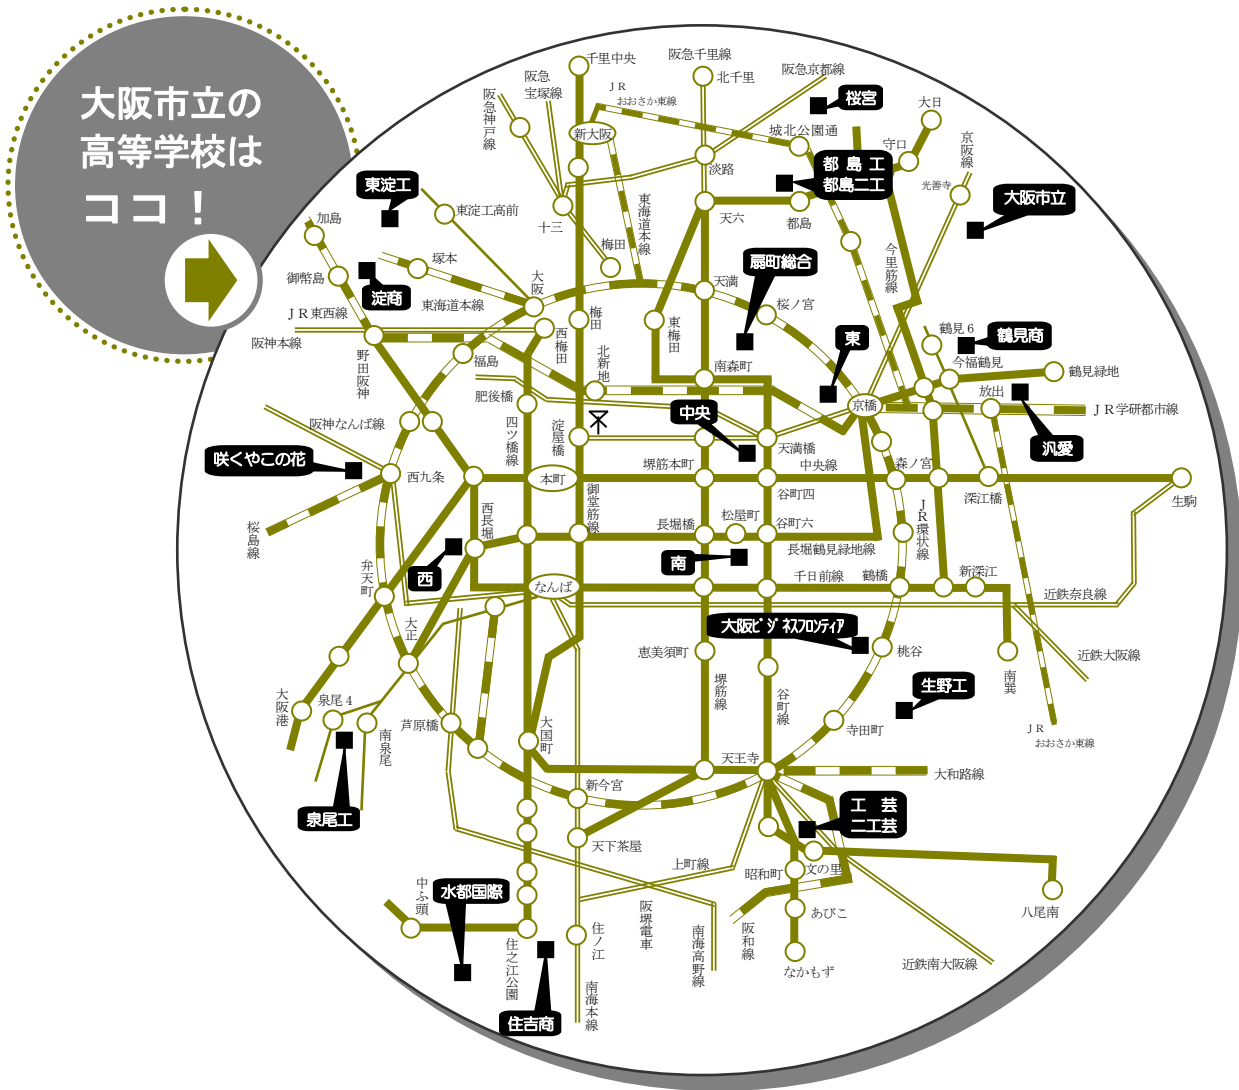 大阪市立の
高等学校は
ココ！
千里中央
阪急千里線
北千里
阪急京都線
阪急
宝塚線
阪急神戸線
ＪＲ
おおさか東線
新大阪
桜宮
大日
城北公園通
守口
京阪線
淡路
都島工
都島二工
光善寺
大阪市立
東淀工
東淀工高前
加島
十三
梅田
東海道本線
天六
都島
今里筋線
塚本
御幣島
淀商
東海道本線
大阪
扇町総合
天満
桜ノ宮
ＪＲ東西線
阪神本線
野田阪神
福島
西梅田
梅田
北新地
東梅田
南森町
東
鶴見６
鶴見商
今福鶴見
鶴見緑地
肥後橋
四ツ橋線
淀屋橋
中央
京橋
放出
ＪＲ学研都市線
汎愛
阪神なんば線
咲くやこの花
西九条
本町
堺筋本町
天満橋
中央線
森ノ宮
谷町四
深江橋
生駒
桜島線
西長堀
御堂筋線
長堀橋
松屋町
谷町六
長堀鶴見緑地線
ＪＲ環状線
西
南
弁天町
なんば
千日前線
鶴橋
新深江
近鉄奈良線
大正
大阪ビジネスフロンティア
恵美須町
桃谷
南巽
近鉄大阪線
大阪港
泉尾４
南泉尾
芦原橋
大国町
堺筋線
谷町線
生野工
寺田町
ＪＲ
おおさか東線
泉尾工
新今宮
天王寺
大和路線
工芸
二工芸
天下茶屋
上町線
昭和町
文の里
八尾南
中ふ頭
水都国際
住之江公園
住ノ江
阪堺電車
南海高野線
阪和線
あびこ
なかもず
近鉄南大阪線
住吉商
南海本線